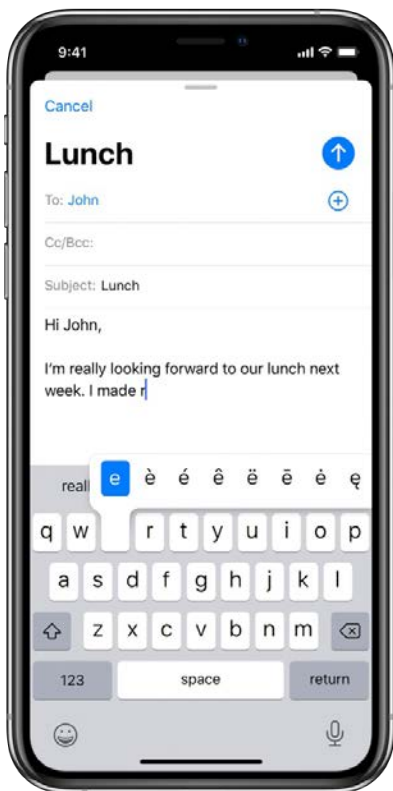 9:41
Cancel
Lunch
To: John
Cc/Bcc:
Subject: Lunch
Hi John,
I'm really looking forward to our lunch next
week. I made r
real
e è é ê ë ē ė ę
q w r t y u i o p
a s d f g h j k l
z x c v b n m
123 space return